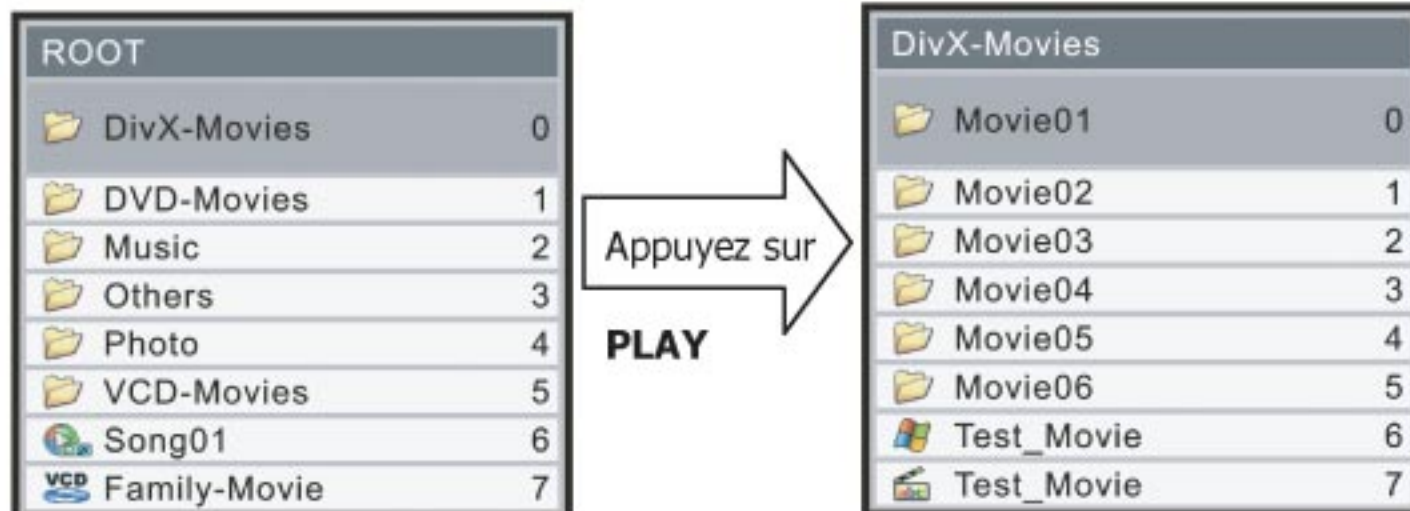 ROOT
DivX-Movies 0
DVD-Movies 1
Music 2
Others 3
Photo 4
VCD-Movies 5
Song01 6
VCD Family-Movie 7
Appuyez sur
PLAY
DivX-Movies
Movie01 0
Movie02 1
Movie03 2
Movie04 3
Movie05 4
Movie06 5
Test_Movie 6
Test_Movie 7